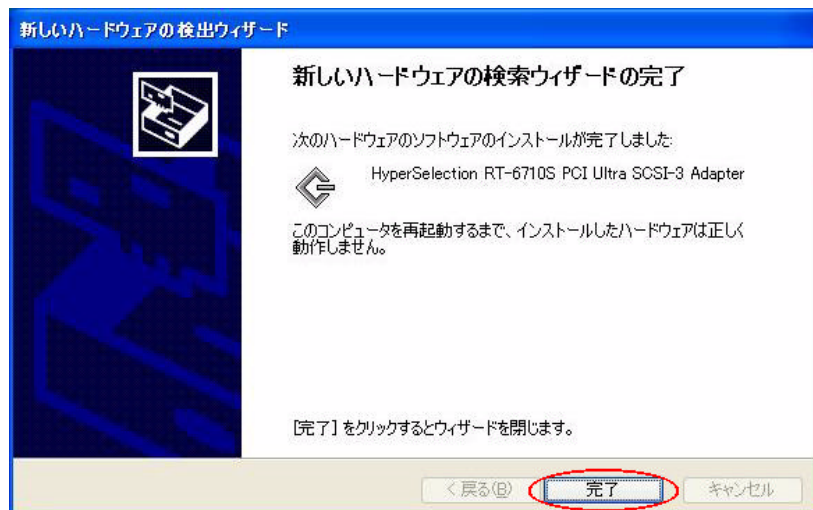 新しいハードウェアの検出ウィザード
新しいハードウェアの検索ウィザードの完了
次のハードウェアのソフトウェアのインストールが完了しました:
HyperSelection RT-6710S PCI Ultra SCSI-3 Adapter
このコンピュータを再起動するまで、インストールしたハードウェアは正しく
動作しません。
[完了] をクリックするとウィザードを閉じます。
< 戻る(B)
完了
キャンセル